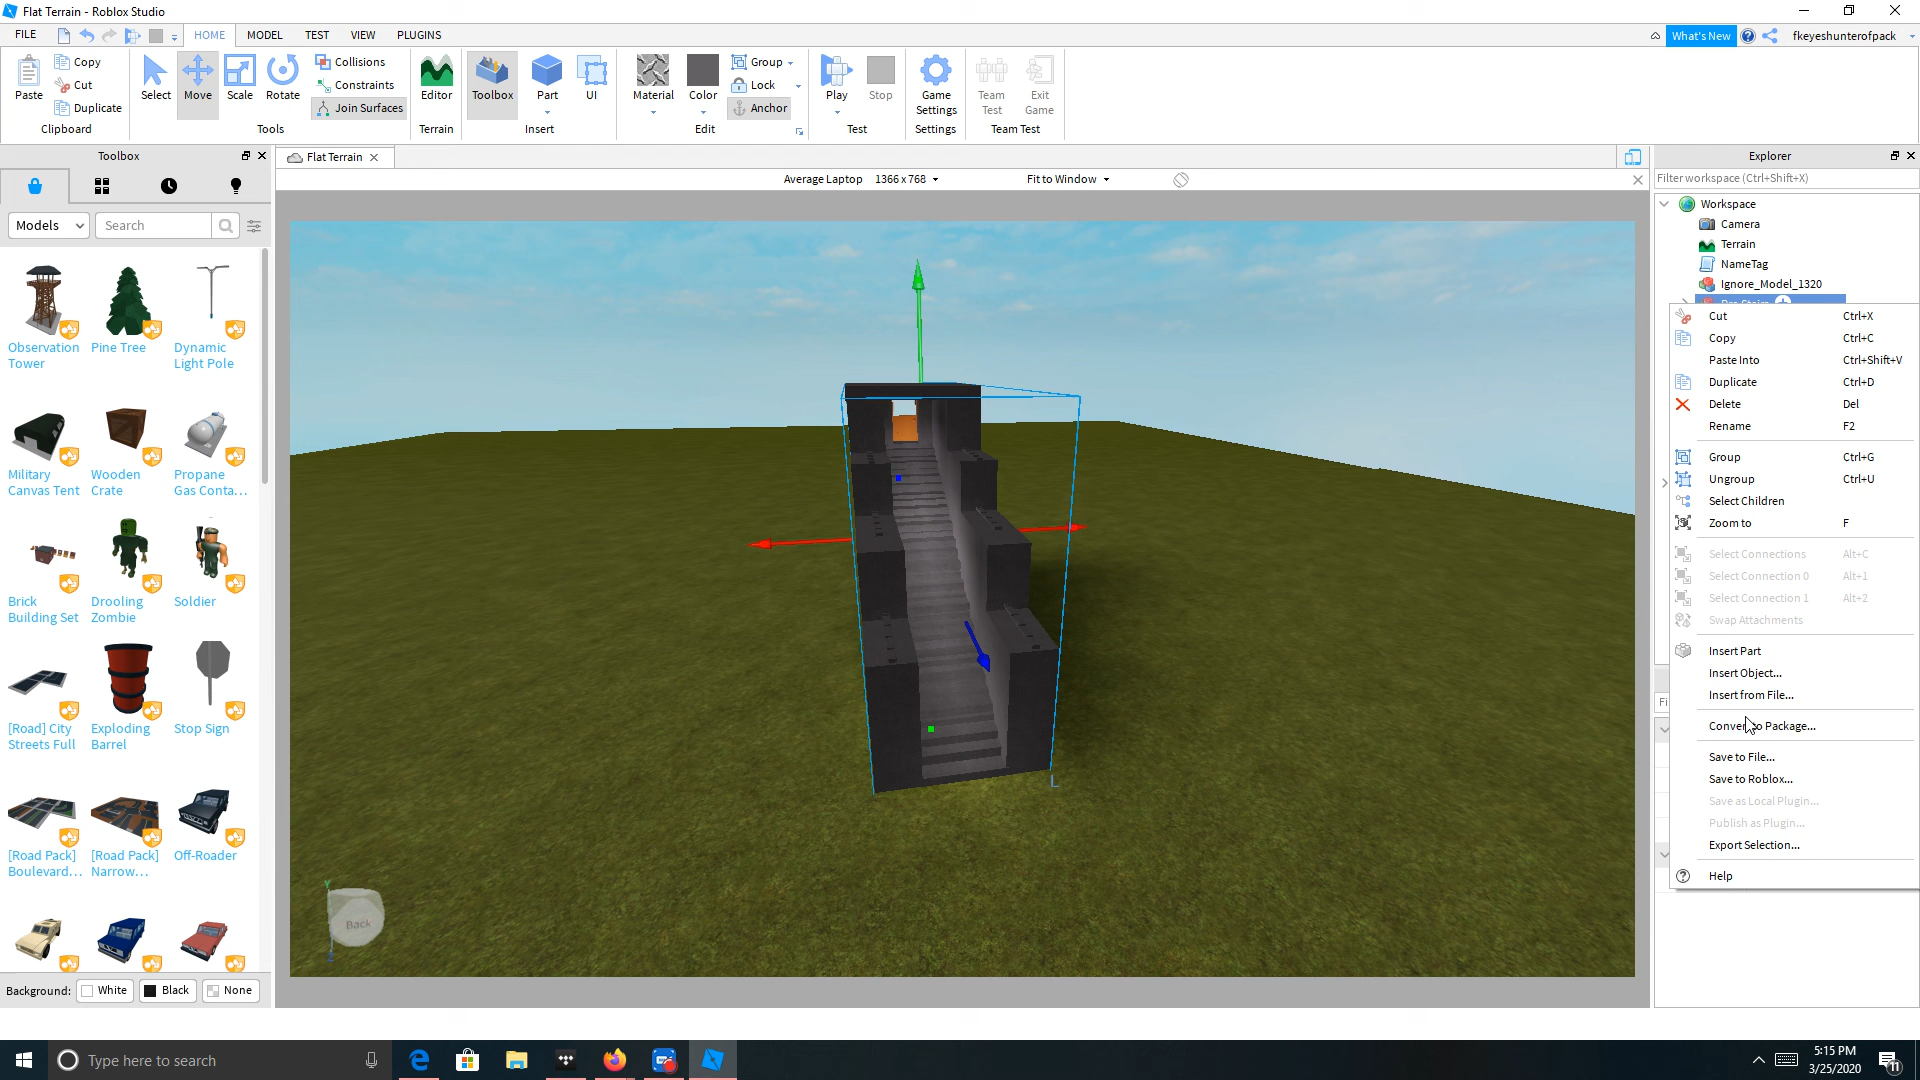 Flat Terrain - Roblox Studio
FILE HOME MODEL TEST VIEW PLUGINS
What's New fkeyeshunterofpack
Copy
Cut
Duplicate
Paste
Clipboard
Select Move Scale Rotate
Collisions
Constraints
Join Surfaces
Tools
Editor
Terrain
Toolbox Part UI
Insert
Material Color
Group
Lock
Anchor
Edit
Play Stop
Test
Game Settings
Settings
Team Test
Exit Game
Team Test
Toolbox
Models Search
Observation Tower
Pine Tree
Dynamic Light Pole
Military Canvas Tent
Wooden Crate
Propane Gas Conta...
Brick Building Set
Drooling Zombie
Soldier
[Road] City Streets Full
Exploding Barrel
Stop Sign
[Road Pack] Boulevard...
[Road Pack] Narrow...
Off-Roader
Background: White Black None
Flat Terrain
Average Laptop 1366 x 768 Fit to Window
Back
Explorer
Filter workspace (Ctrl+Shift+X)
Workspace
Camera
Terrain
NameTag
Ignore_Model_1320
Cut Ctrl+X
Copy Ctrl+C
Paste Into Ctrl+Shift+V
Duplicate Ctrl+D
Delete Del
Rename F2
Group Ctrl+G
Ungroup Ctrl+U
Select Children
Zoom to F
Select Connections Alt+C
Select Connection 0 Alt+1
Select Connection 1 Alt+2
Swap Attachments
Insert Part
Insert Object...
Insert from File...
Convert to Package...
Save to File...
Save to Roblox...
Save as Local Plugin...
Publish as Plugin...
Export Selection...
Help
Fi
Type here to search
5:15 PM
3/25/2020
11